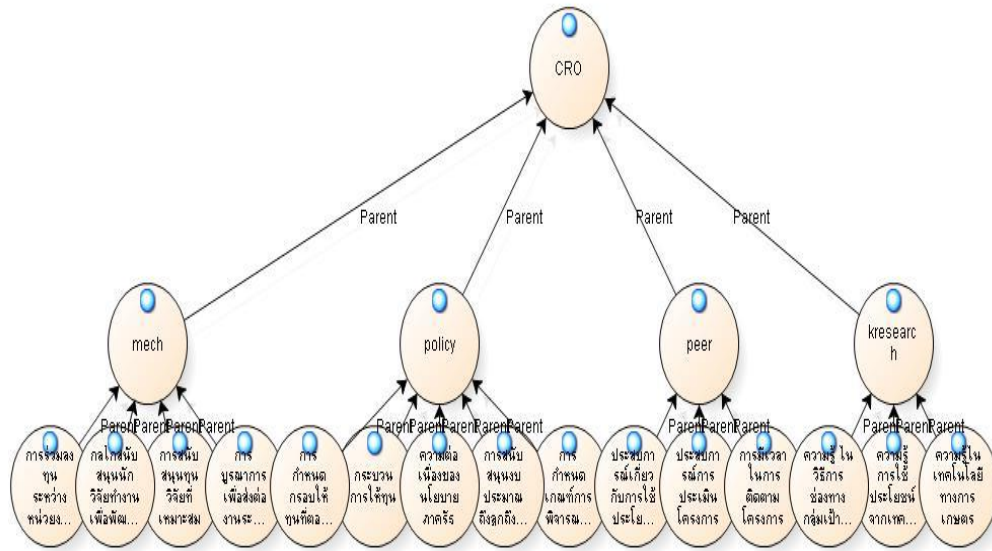 CRO
Parent
Parent
Parent
Parent
mech
policy
peer
kresearc
h
Parent
Parent
Parent
Parent
Parent
Parent
Parent
Parent
Parent
Parent
Parent
Parent
Parent
Parent
การร่วมลง
ทุน
ระหว่าง
หน่วยง...
กลไกสนับ
สนุนนัก
วิจัยทำงาน
เพื่อพัฒ...
การสนับ
สนุนทุน
วิจัยที่
เหมาะสม
การ
บูรณาการ
เพื่อส่งต่อ
งานระ...
การ
กำหนด
กรอบให้
ทุนที่ตอ...
กระบวน
การให้ทุน
ความต่อ
เนื่องของ
นโยบาย
ภาครัฐ
การสนับ
สนุนงบ
ประมาณ
ถึงลูกถึง...
การ
กำหนด
เกณฑ์การ
พิจารณ...
ประสบกา
รณ์เกี่ยว
กับการใช้
ประโย...
ประสบกา
รณ์การ
ประเมิน
โครงการ
การมีเวลา
ในการ
ติดตาม
โครงการ
ความรู้ ใน
วิธีการ
ช่องทาง
กลุ่มเป้า...
ความรู้
การใช้
ประโยชน์
จากเทค...
ความรู้ใน
เทคโนโลยี
ทางการ
เกษตร